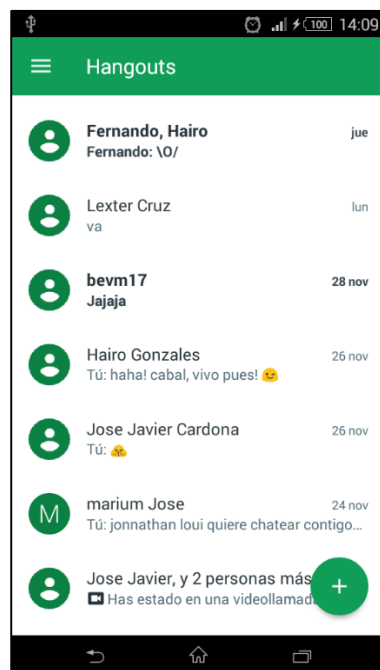 100 14:09
Hangouts
Fernando, Hairo jue
Fernando: \O/
Lexter Cruz lun
va
bevm17 28 nov
Jajaja
Hairo Gonzales 26 nov
Tú: haha! cabal, vivo pues! 😉
Jose Javier Cardona 26 nov
Tú:
M marium Jose 24 nov
Tú: jonnathan loui quiere chatear contigo...
Jose Javier, y 2 personas más
Has estado en una videollamad